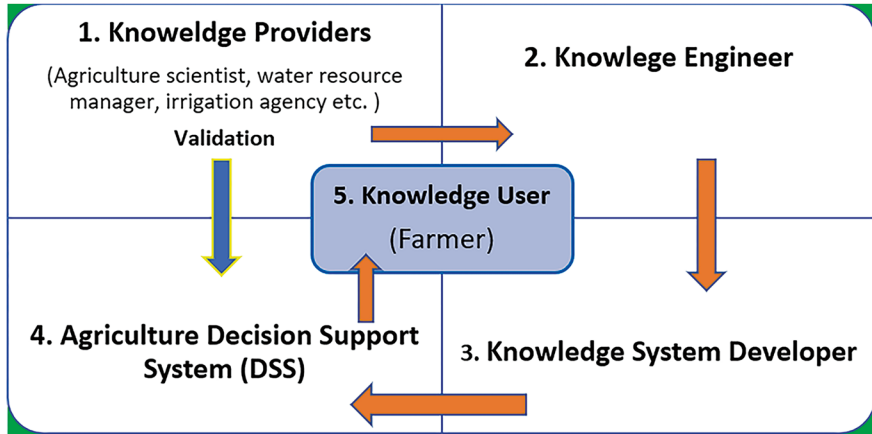 1. Knoweldge Providers
(Agriculture scientist, water resource
manager, irrigation agency etc. )
Validation
2. Knowlege Engineer
5. Knowledge User
(Farmer)
4. Agriculture Decision Support
System (DSS)
3. Knowledge System Developer